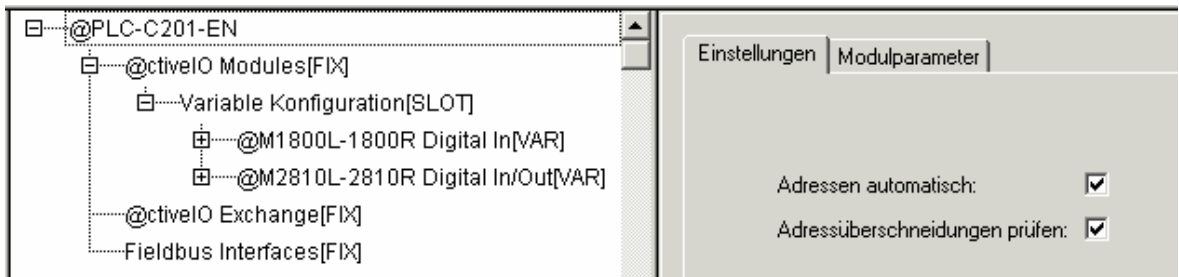 @PLC-C201-EN
@ctiveIO Modules[FIX]
Variable Konfiguration[SLOT]
@M1800L-1800R Digital In[VAR]
@M2810L-2810R Digital In/Out[VAR]
@ctiveIO Exchange[FIX]
Fieldbus Interfaces[FIX]
Einstellungen
Modulparameter
Adressen automatisch:
Adressüberschneidungen prüfen: